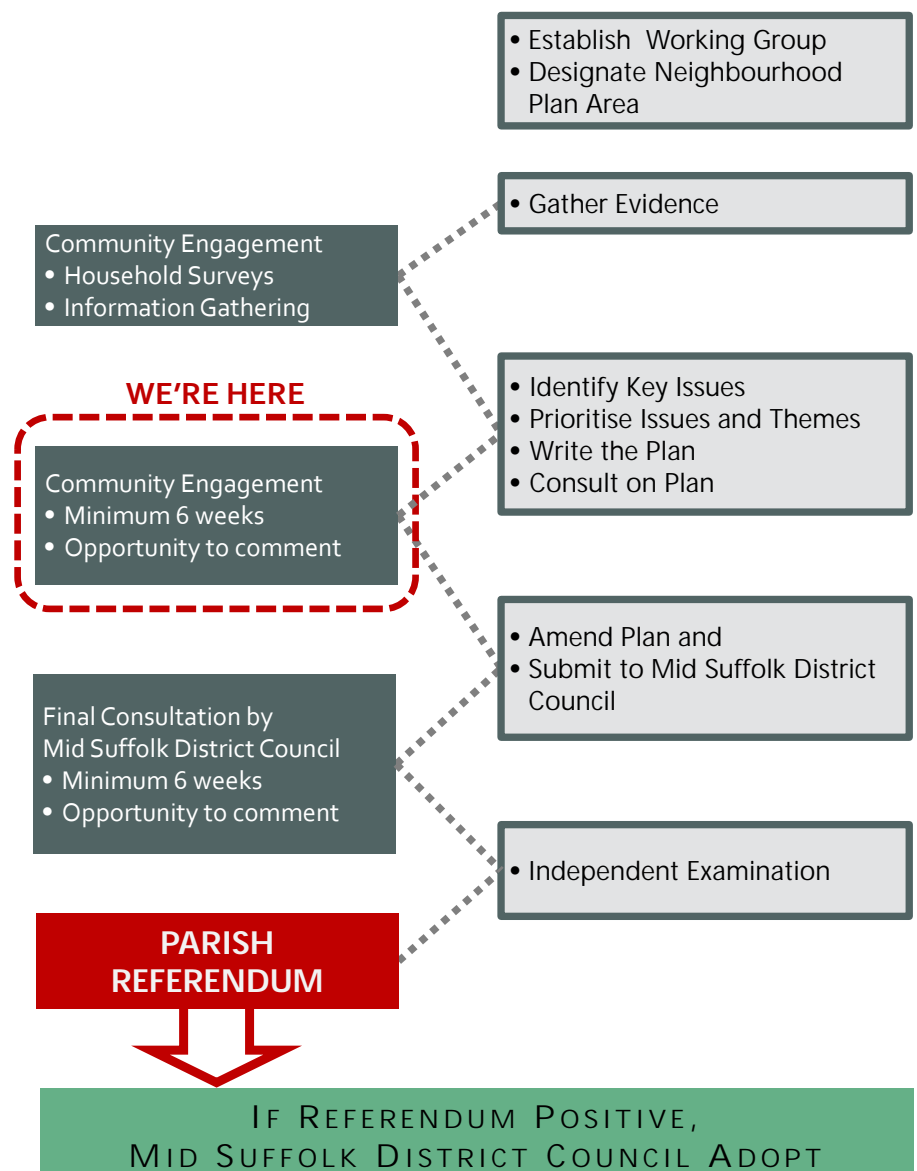 • Establish Working Group
• Designate Neighbourhood
Plan Area
• Gather Evidence
Community Engagement
• Household Surveys
• Information Gathering
WE'RE HERE
• Identify Key Issues
• Prioritise Issues and Themes
• Write the Plan
• Consult on Plan
Community Engagement
• Minimum 6 weeks
• Opportunity to comment
• Amend Plan and
• Submit to Mid Suffolk District
Council
Final Consultation by
Mid Suffolk District Council
• Minimum 6 weeks
• Opportunity to comment
• Independent Examination
PARISH
REFERENDUM
IF REFERENDUM POSITIVE,
MID SUFFOLK DISTRICT COUNCIL ADOPT